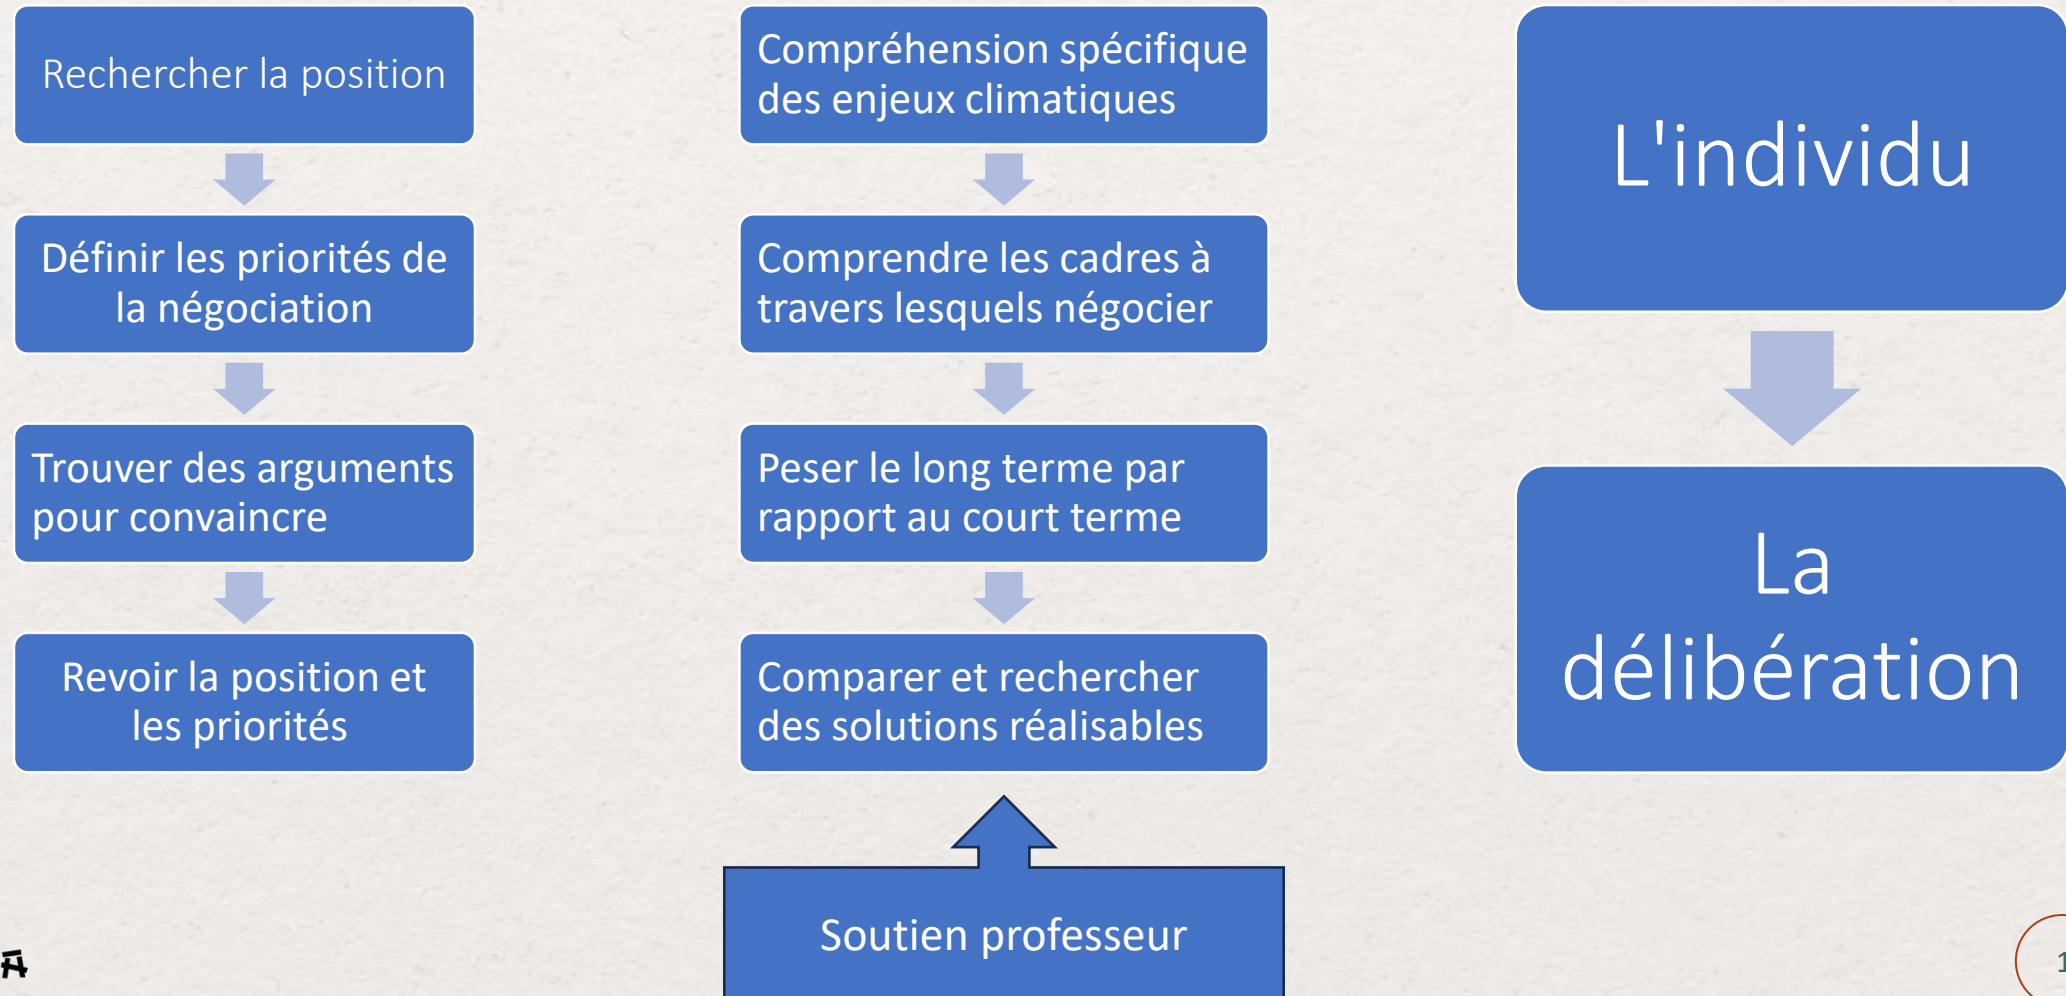 Rechercher la position
Définir les priorités de
la négociation
Trouver des arguments
pour convaincre
Revoir la position et
les priorités
Compréhension spécifique
des enjeux climatiques
Comprendre les cadres à
travers lesquels négocier
Peser le long terme par
rapport au court terme
Comparer et rechercher
des solutions réalisables
Soutien professeur
L'individu
La
délibération